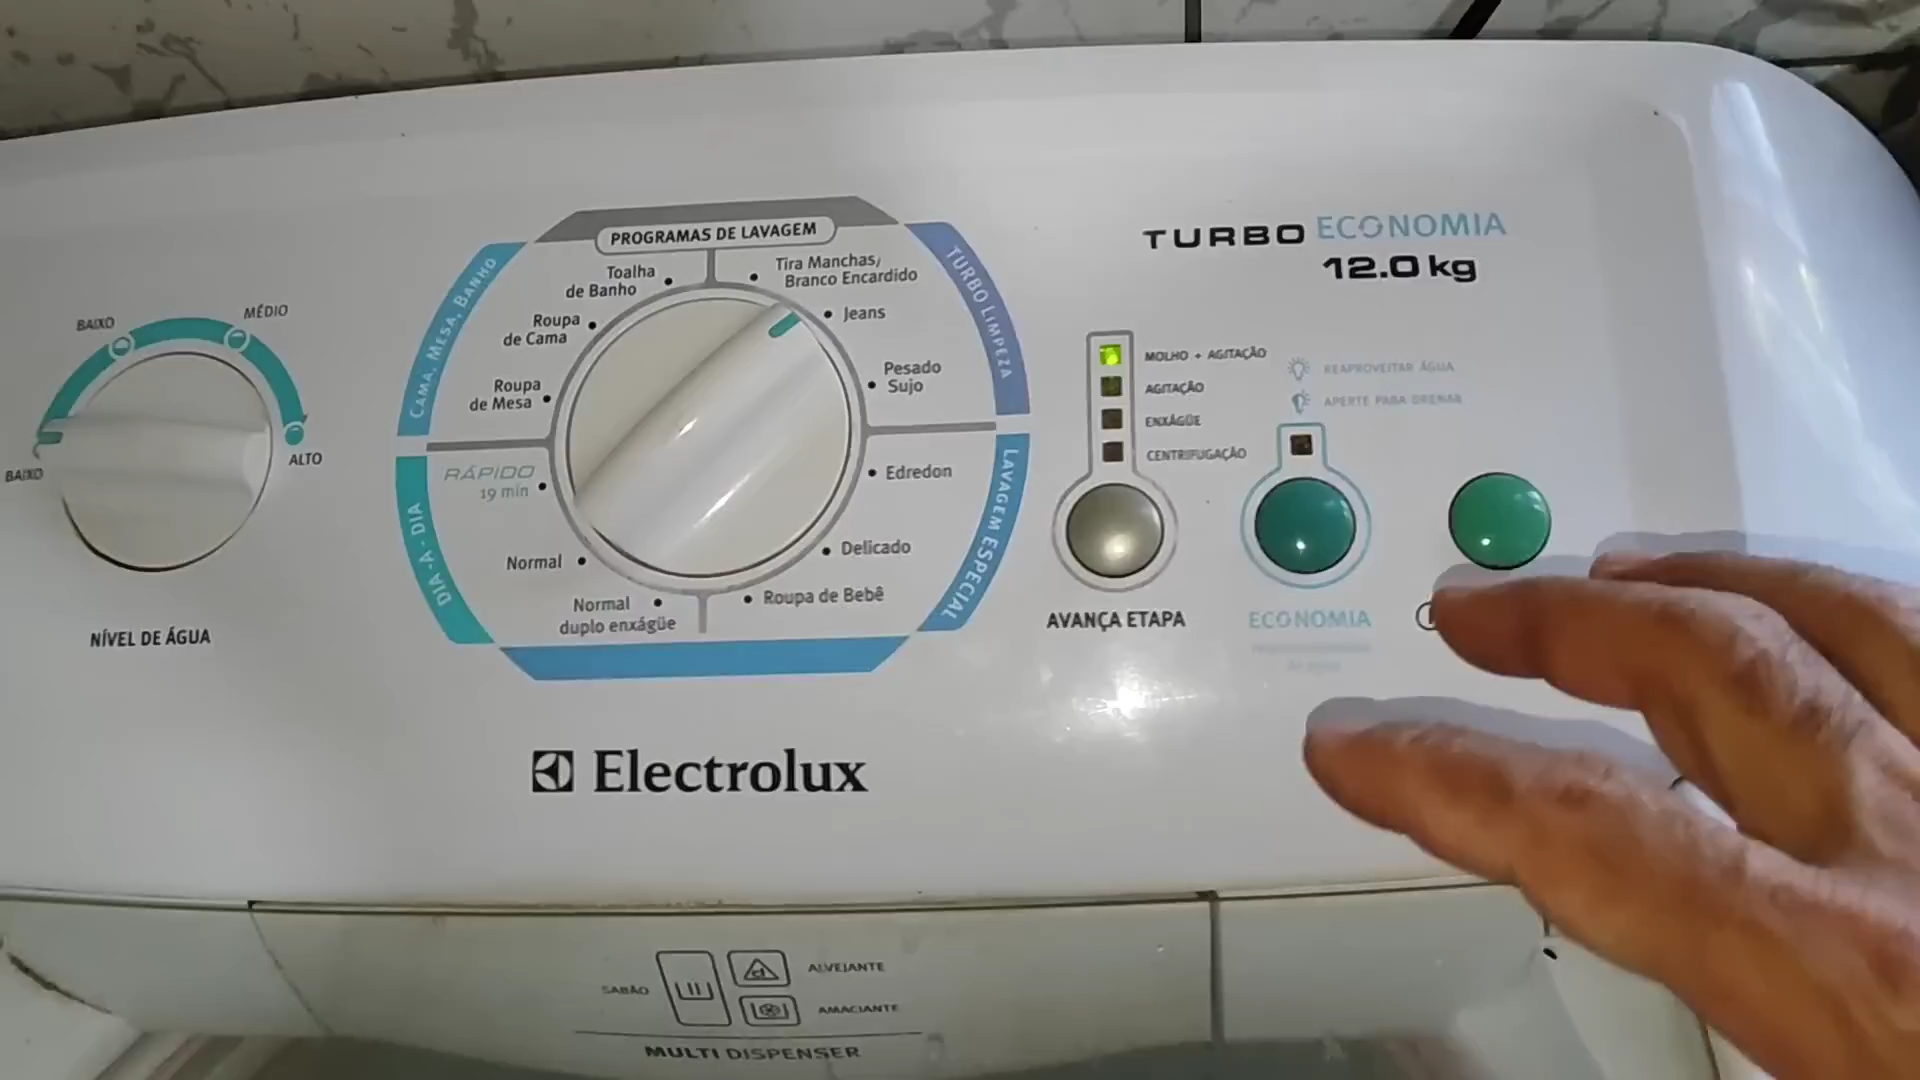 PROGRAMAS DE LAVAGEM
CAMA, MESA, BANHO
Toalha
de Banho
Roupa
de Cama
Roupa
de Mesa
TURBO LIMPEZA
Tira Manchas/
Branco Encardido
Jeans
Pesado
Sujo
DIA-A-DIA
RÁPIDO
19 min
Normal
Normal
duplo enxágüe
LAVAGEM ESPECIAL
Edredon
Delicado
Roupa de Bebê
BAIXO
BAIXO
MÉDIO
ALTO
NÍVEL DE ÁGUA
TURBO ECONOMIA
12.0 kg
MOLHO + AGITAÇÃO
AGITAÇÃO
ENXÁGÜE
CENTRIFUGAÇÃO
REAPROVEITAR ÁGUA
APERTE PARA DRENAR
AVANÇA ETAPA
ECONOMIA
Electrolux
SABÃO
ALVEJANTE
AMACIANTE
MULTI DISPENSER